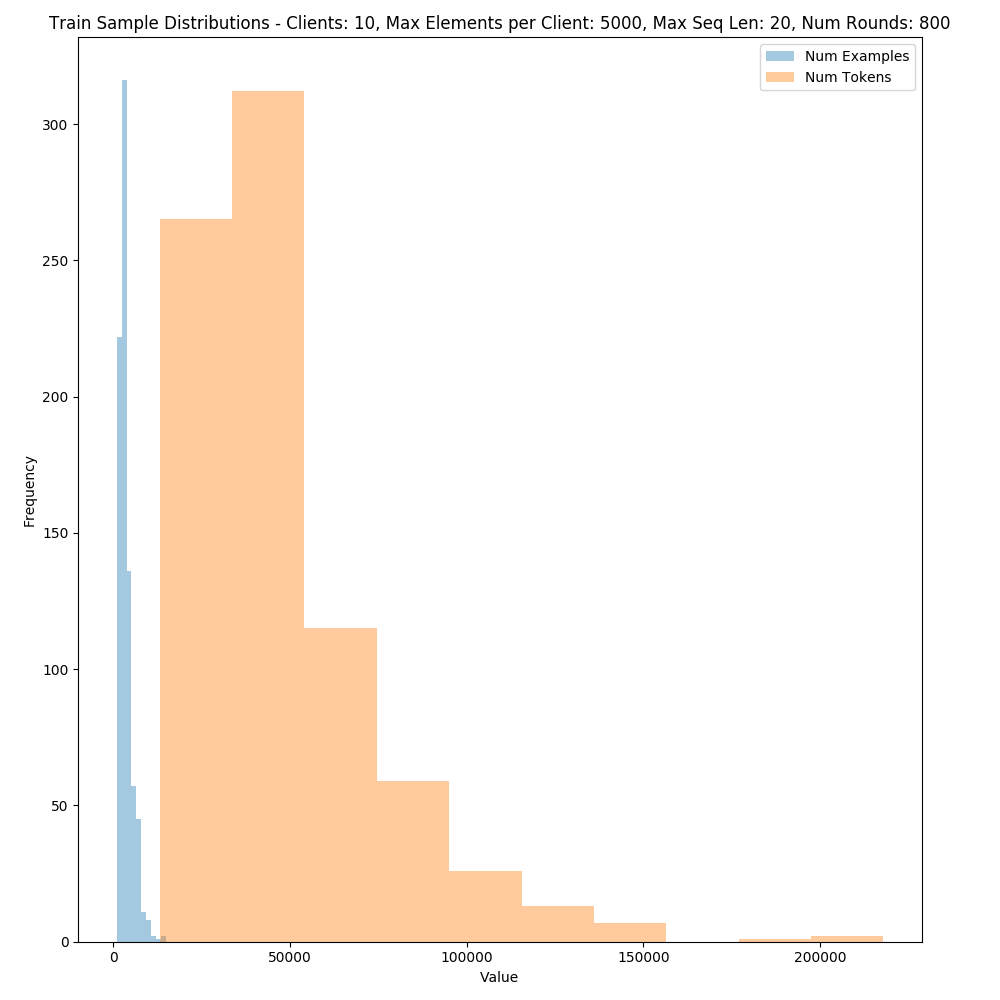 Train Sample Distributions - Clients: 10, Max Elements per Client: 5000, Max Seq Len: 20, Num Rounds: 800
Num Examples
Num Tokens
300
250
200
150
100
50
0
Frequency
0 50000 100000 150000 200000
Value